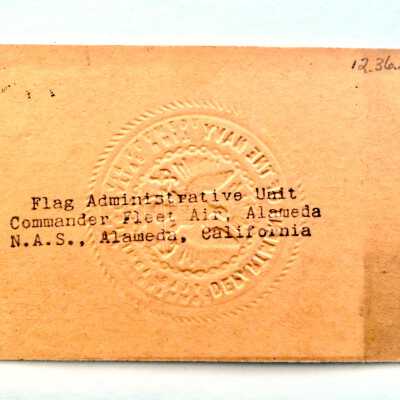 12.36
Flag Administrative Unit
Commander Fleet Air, Alameda
N.A.S., Alameda, California